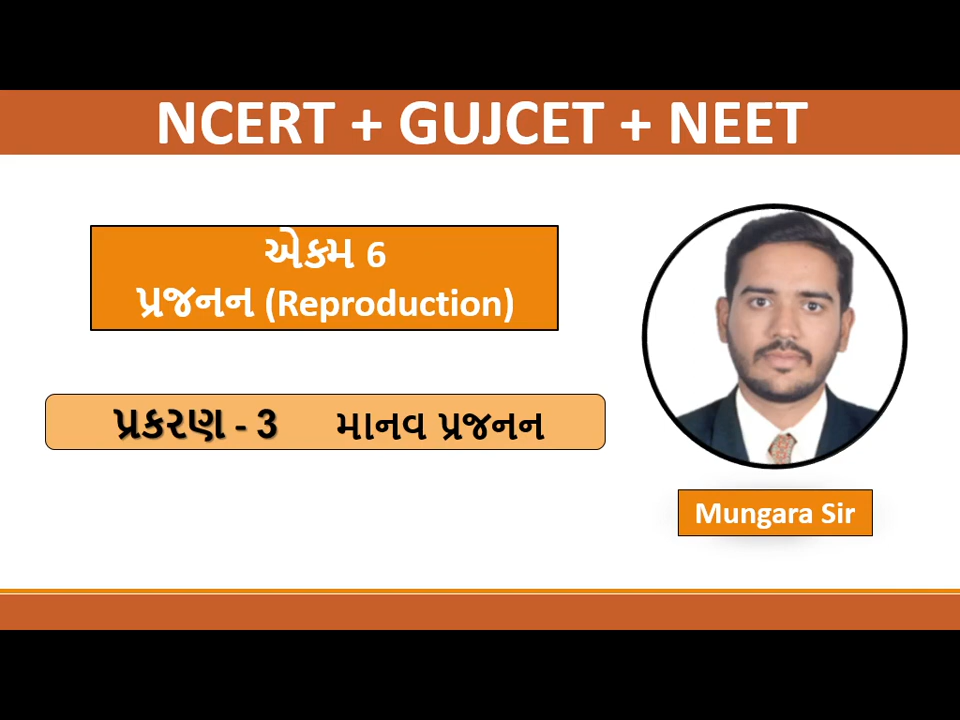 NCERT + GUJCET + NEET
એકમ 6
પ્રજનન (Reproduction)
પ્રકરણ - 3 માનવ પ્રજનન
Mungara Sir